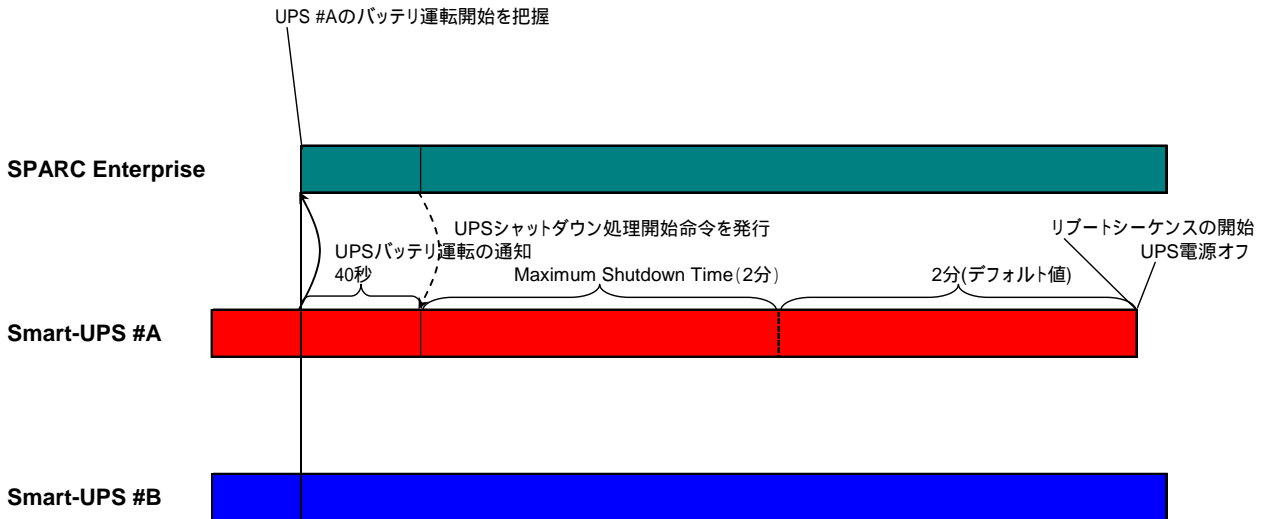 UPS #Aのバッテリ運転開始を把握
SPARC Enterprise
UPSシャットダウン処理開始命令を発行
リブートシーケンスの開始
UPSバッテリ運転の通知
UPS電源オフ
40秒
Maximum Shutdown Time(2分)
2分(デフォルト値)
Smart-UPS #A
Smart-UPS #B